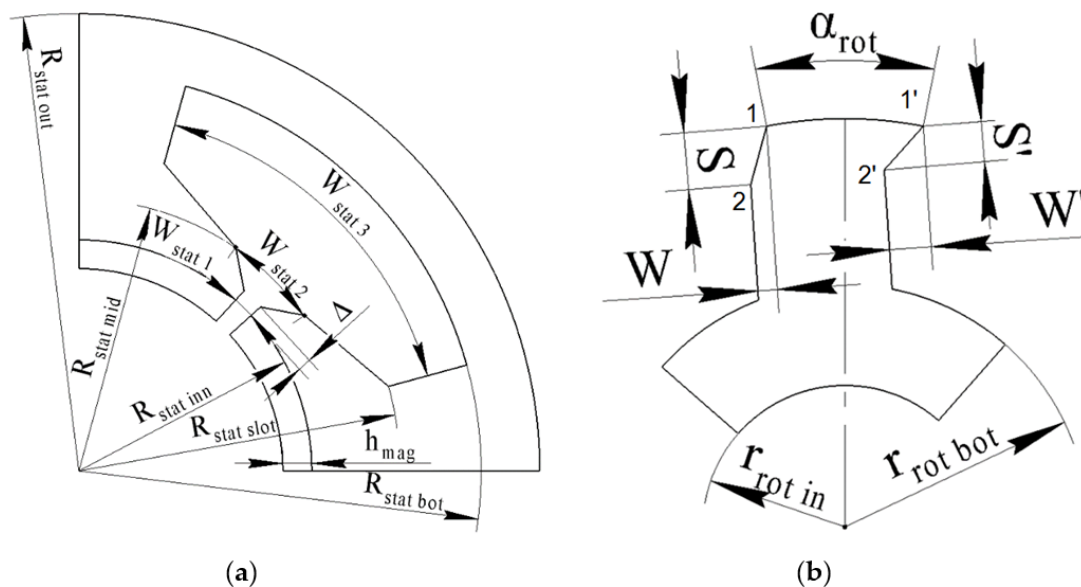 R stat out
W stat 3
W stat 1
W stat 2
Δ
R stat mid
R stat inn
R stat slot
h mag
R stat bot
(a)
α rot
1
1'
S
S'
2
2'
W
W'
r rot in
r rot bot
(b)